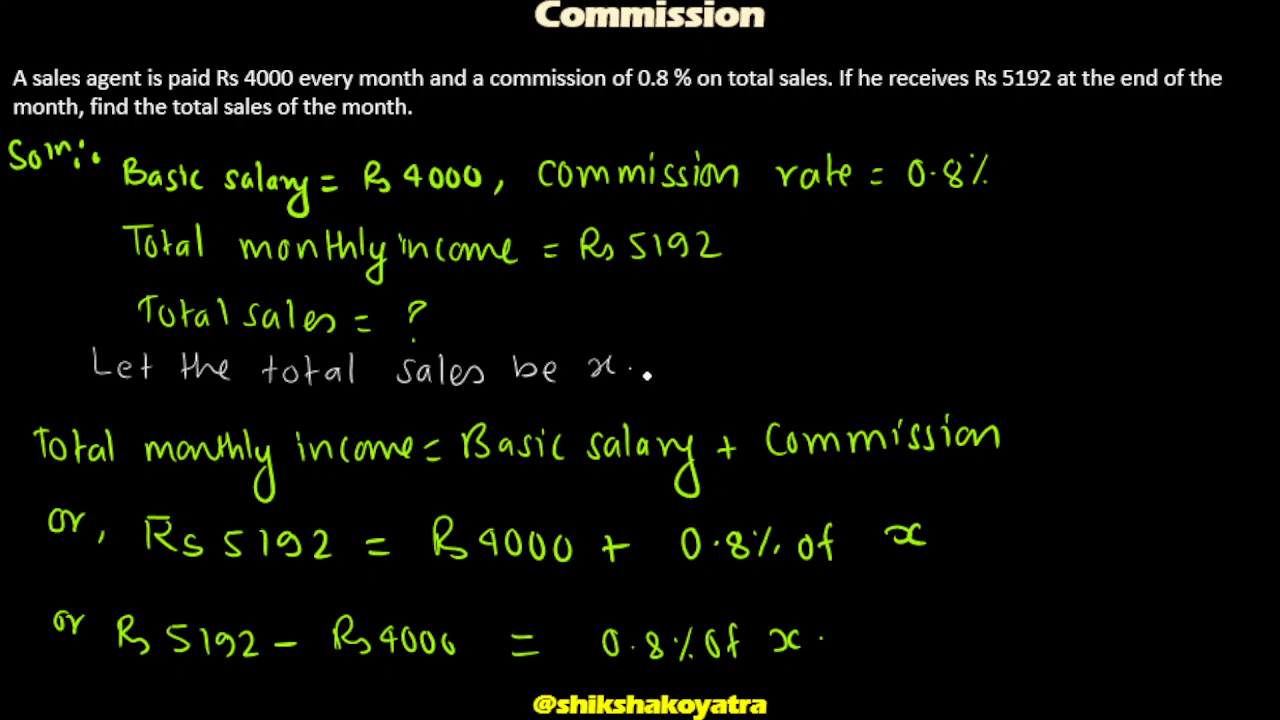 Commission
A sales agent is paid Rs 4000 every month and a commission of 0.8 % on total sales. If he receives Rs 5192 at the end of the
month, find the total sales of the month.
Soln:.
Basic salary = Rs 4000, Commission rate = 0.8%
Total monthly income = Rs 5192
Total sales = ?
Let the total sales be x.
Total monthly income = Basic salary + Commission
or, Rs 5192 = Rs 4000 + 0.8% of x
or Rs 5192 - Rs 4000 = 0.8% of x.
@shikshakoyatra